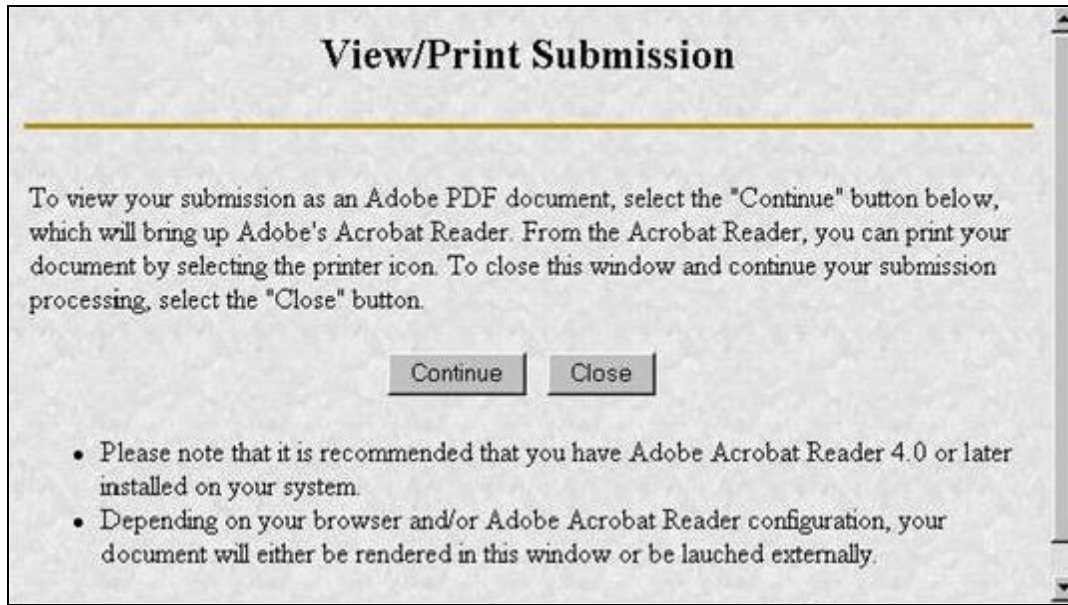 View/Print Submission
To view your submission as an Adobe PDF document, select the "Continue" button below,
which will bring up Adobe's Acrobat Reader. From the Acrobat Reader, you can print your
document by selecting the printer icon. To close this window and continue your submission
processing, select the "Close" button.
Continue Close
• Please note that it is recommended that you have Adobe Acrobat Reader 4.0 or later
installed on your system.
• Depending on your browser and/or Adobe Acrobat Reader configuration, your
document will either be rendered in this window or be lauched externally.